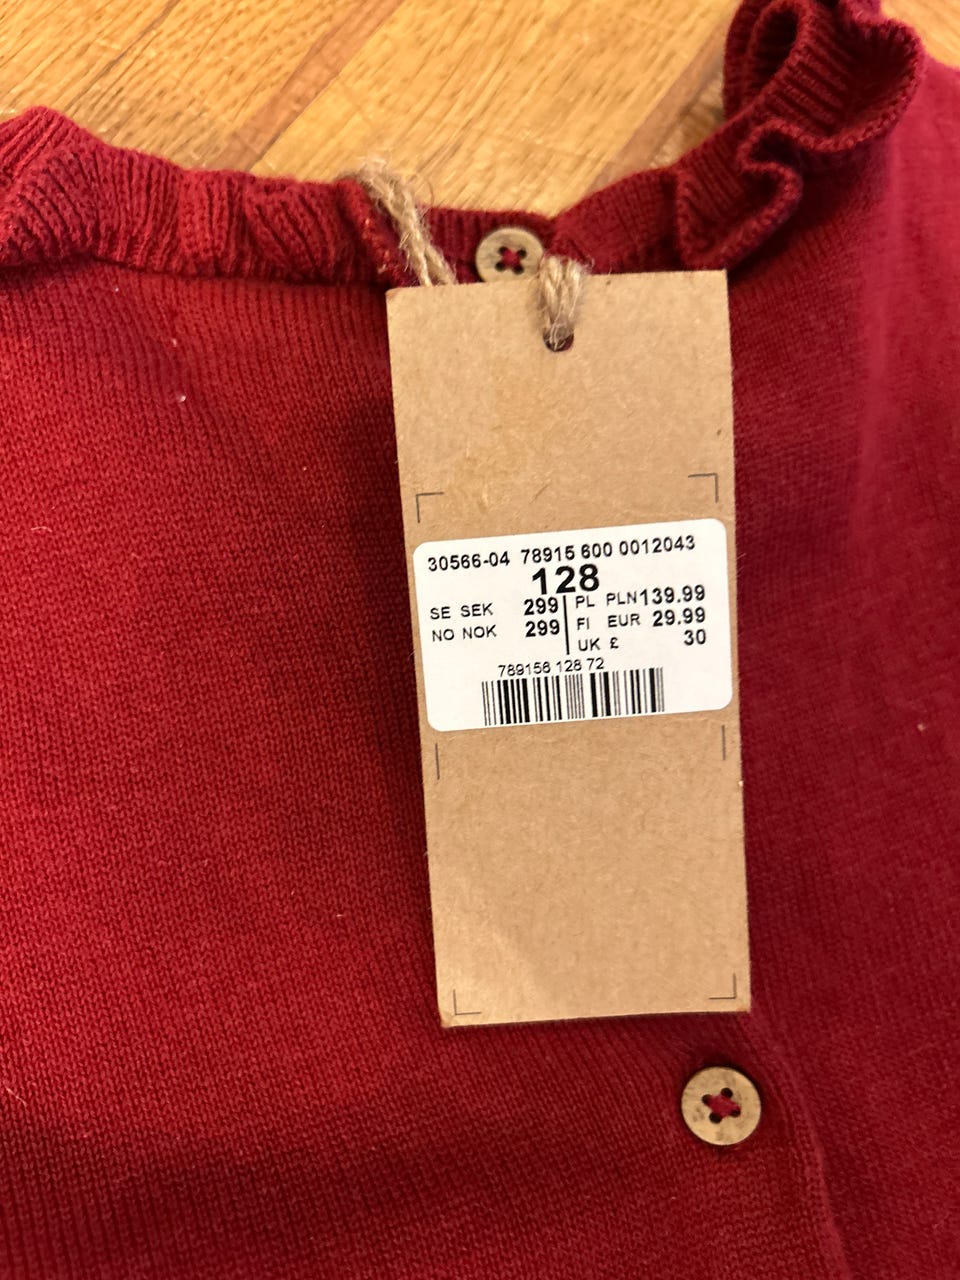 30566-04 78915 600 0012043
128
SE SEK 299 PL PLN139.99
NO NOK 299 FI EUR 29.99
UK £ 30
789156 128 72